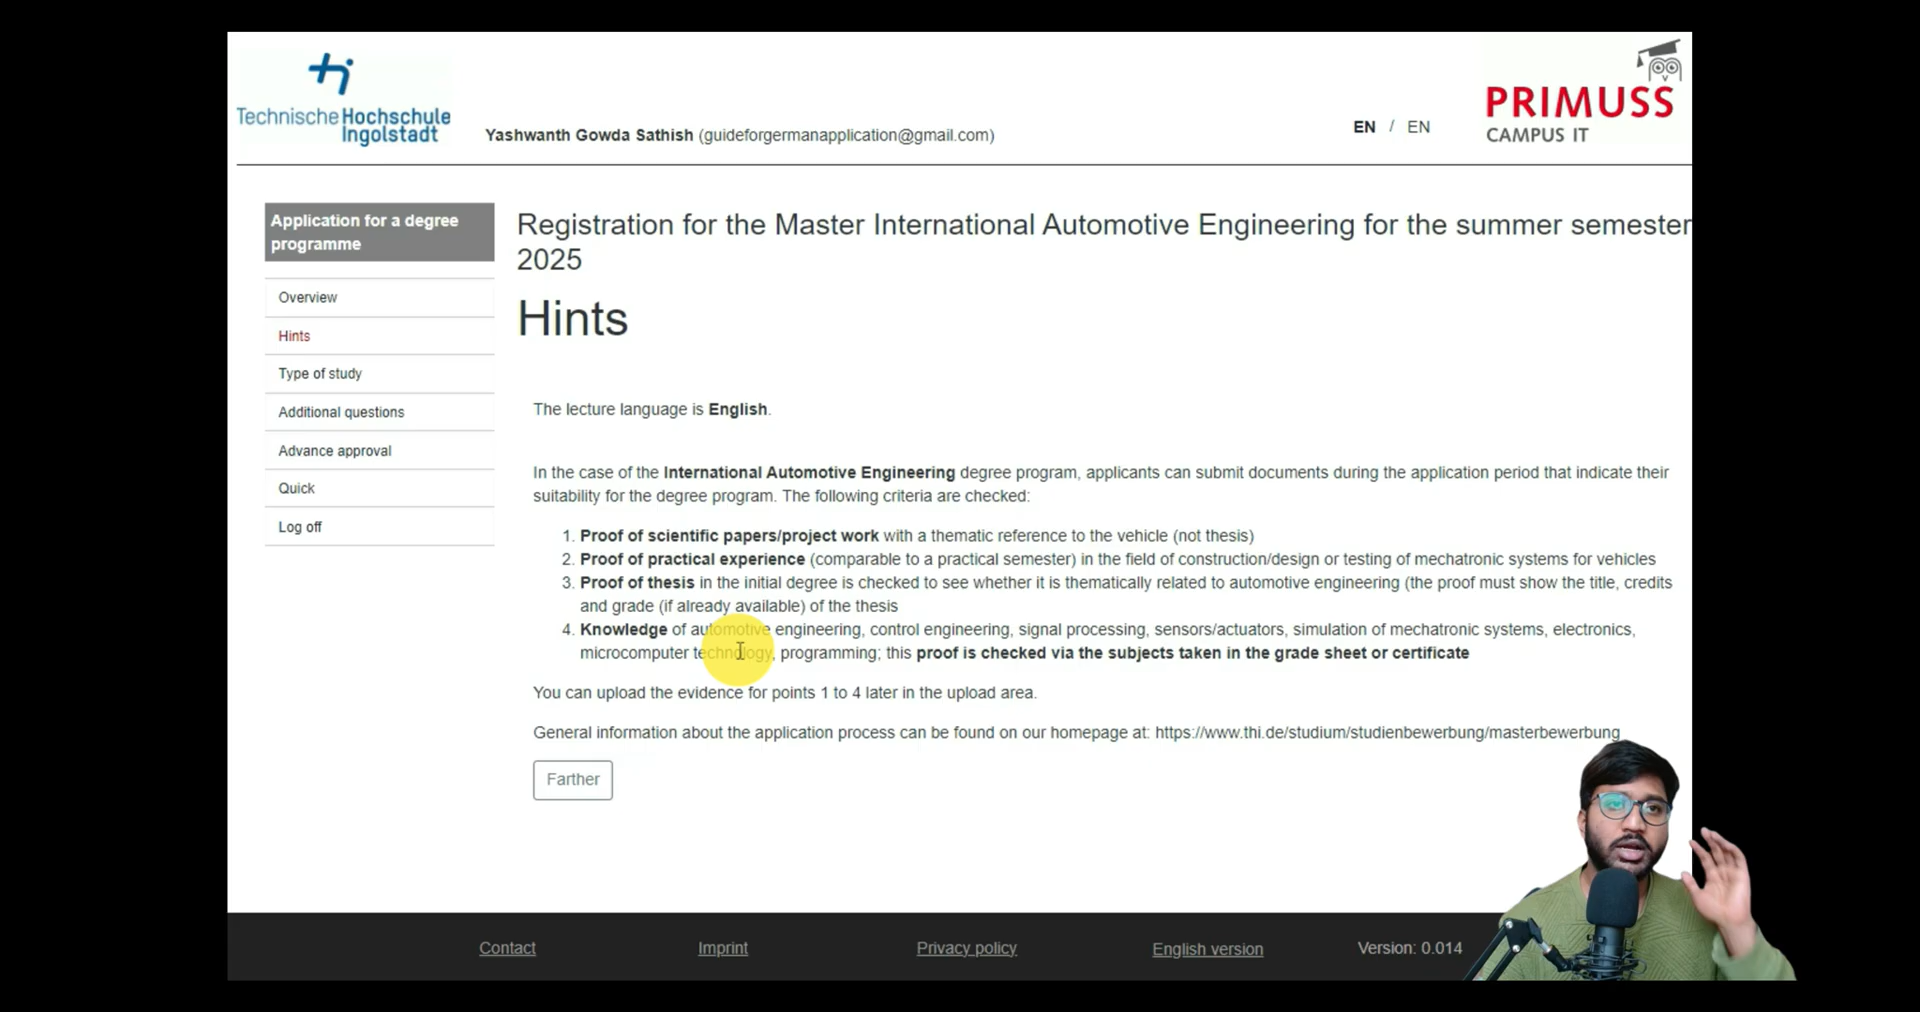 Technische Hochschule
Ingolstadt
Yashwanth Gowda Sathish (guideforgermanapplication@gmail.com)
EN / EN
PRIMUSS
CAMPUS IT
Application for a degree
programme
Overview
Hints
Type of study
Additional questions
Advance approval
Quick
Log off
Registration for the Master International Automotive Engineering for the summer semester
2025
Hints
The lecture language is English.
In the case of the International Automotive Engineering degree program, applicants can submit documents during the application period that indicate their
suitability for the degree program. The following criteria are checked:
1. Proof of scientific papers/project work with a thematic reference to the vehicle (not thesis)
2. Proof of practical experience (comparable to a practical semester) in the field of construction/design or testing of mechatronic systems for vehicles
3. Proof of thesis in the initial degree is checked to see whether it is thematically related to automotive engineering (the proof must show the title, credits
and grade (if already available) of the thesis
4. Knowledge of automotive engineering, control engineering, signal processing, sensors/actuators, simulation of mechatronic systems, electronics,
microcomputer technology, programming; this proof is checked via the subjects taken in the grade sheet or certificate
You can upload the evidence for points 1 to 4 later in the upload area.
General information about the application process can be found on our homepage at: https://www.thi.de/studium/studienbewerbung/masterbewerbung
Farther
Contact
Imprint
Privacy policy
English version
Version: 0.014